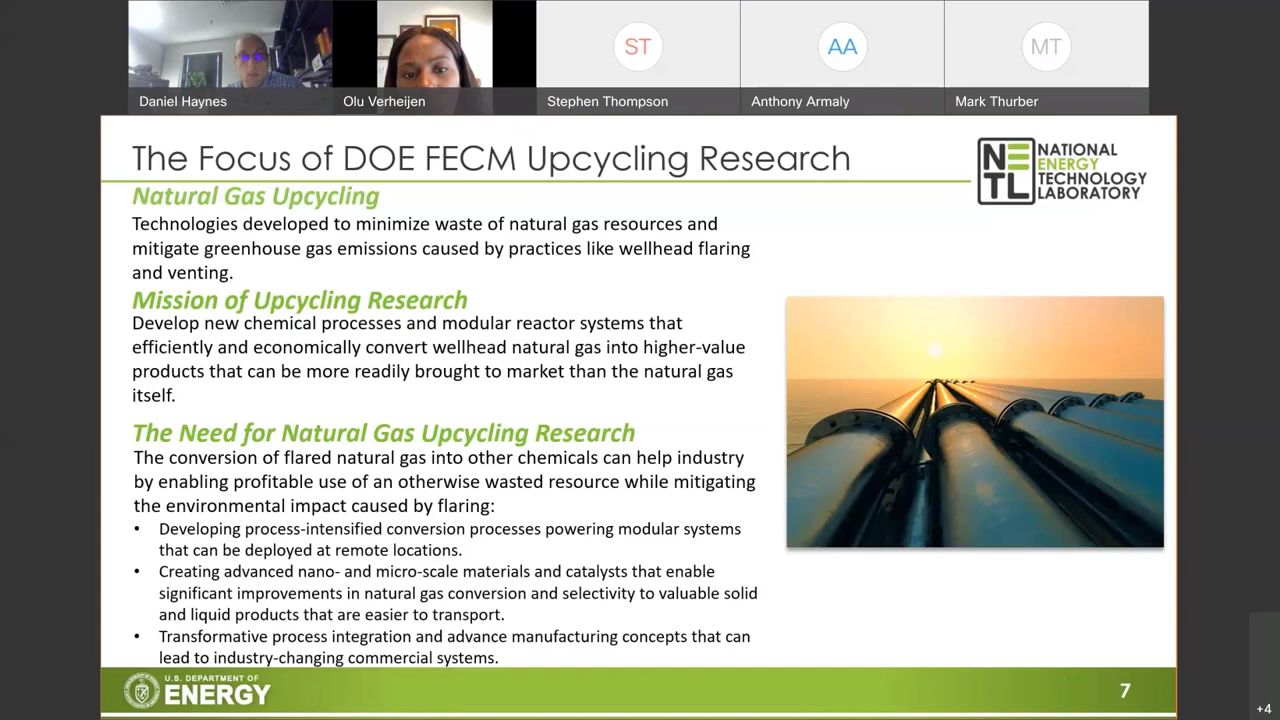 ST
AA
MT
Daniel Haynes
Olu Verheijen
Stephen Thompson
Anthony Armaly
Mark Thurber
The Focus of DOE FECM Upcycling Research
NE
TL
NATIONAL
ENERGY
TECHNOLOGY
LABORATORY
Natural Gas Upcycling
Technologies developed to minimize waste of natural gas resources and
mitigate greenhouse gas emissions caused by practices like wellhead flaring
and venting.
Mission of Upcycling Research
Develop new chemical processes and modular reactor systems that
efficiently and economically convert wellhead natural gas into higher-value
products that can be more readily brought to market than the natural gas
itself.
The Need for Natural Gas Upcycling Research
The conversion of flared natural gas into other chemicals can help industry
by enabling profitable use of an otherwise wasted resource while mitigating
the environmental impact caused by flaring:
• Developing process-intensified conversion processes powering modular systems
that can be deployed at remote locations.
• Creating advanced nano- and micro-scale materials and catalysts that enable
significant improvements in natural gas conversion and selectivity to valuable solid
and liquid products that are easier to transport.
• Transformative process integration and advance manufacturing concepts that can
lead to industry-changing commercial systems.
U.S. DEPARTMENT OF
ENERGY
7
+4